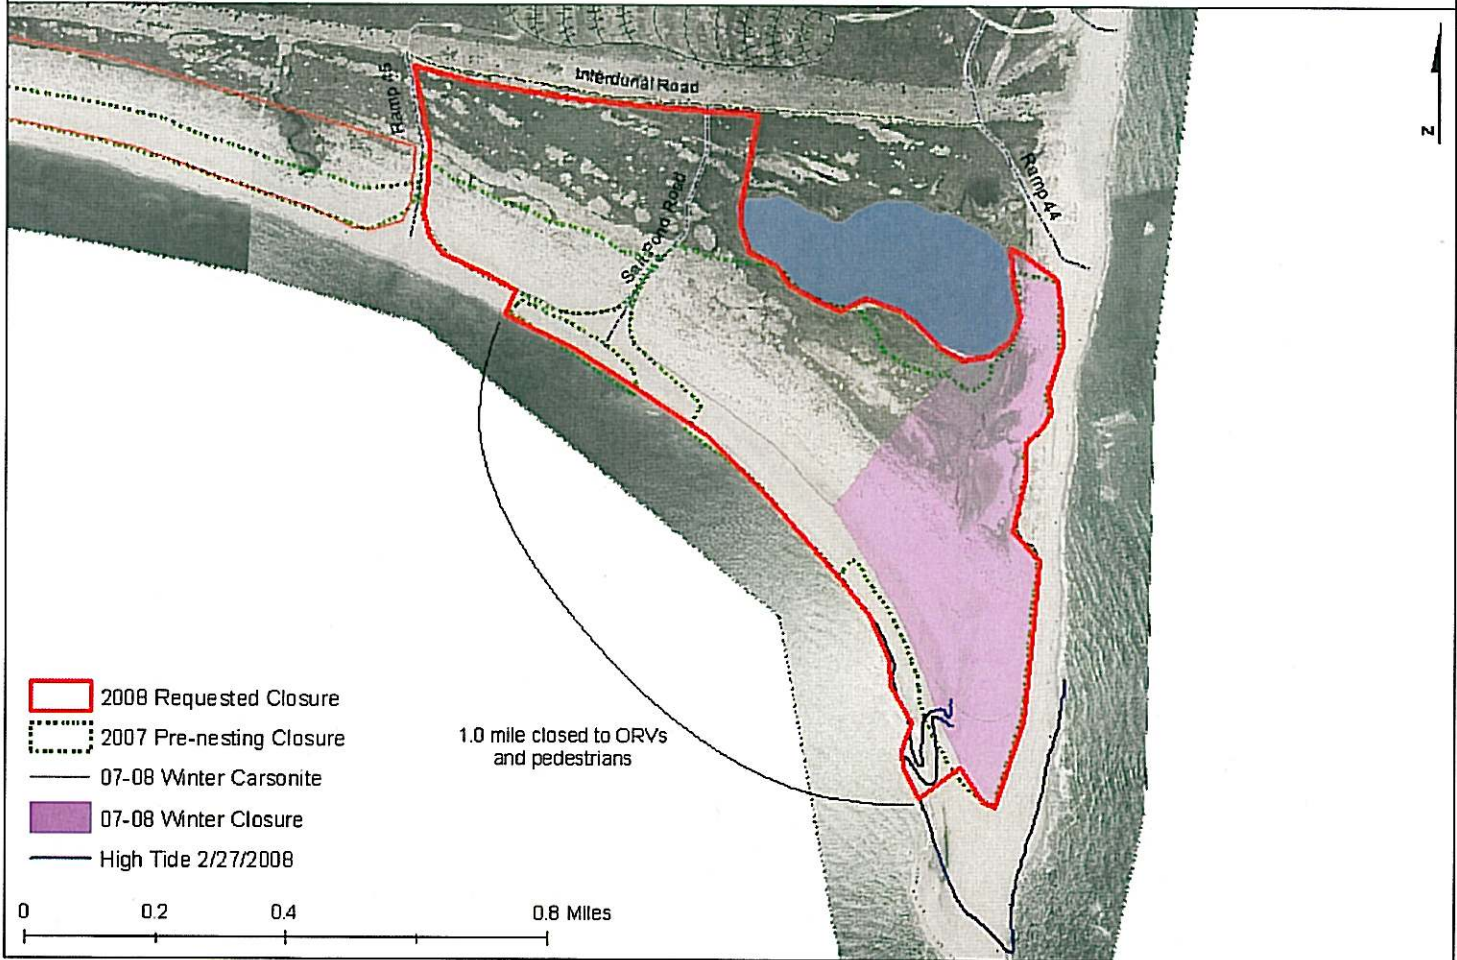 Interdunal Road
Ramp 45
Salt Pond Road
Ramp 44
N
2008 Requested Closure
2007 Pre-nesting Closure
07-08 Winter Carsonite
07-08 Winter Closure
High Tide 2/27/2008
1.0 mile closed to ORVs
and pedestrians
0 0.2 0.4 0.8 Miles